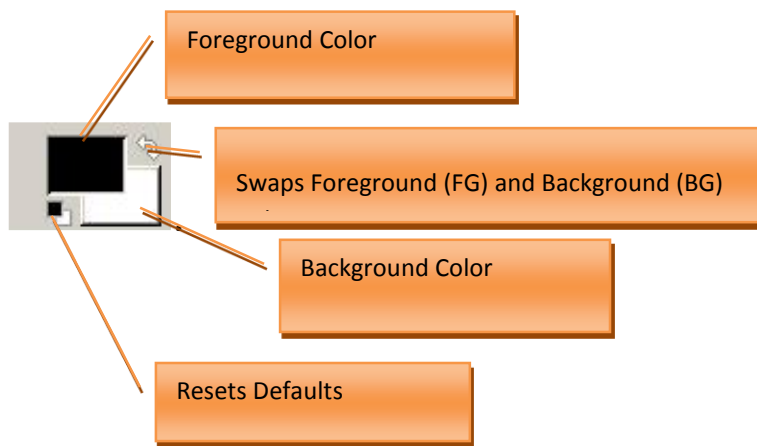 Foreground Color
Swaps Foreground (FG) and Background (BG)
Background Color
Resets Defaults